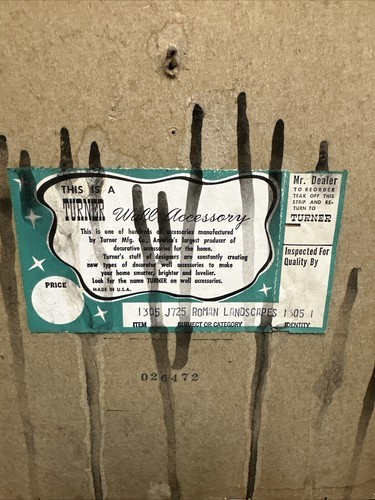 THIS IS A
TURNER Wall Accessory
This is one of hundreds of accessories manufactured
by Turner Mfg. Co., America's largest producer of
decorative accessories for the home.
Turner's staff of designers are constantly creating
new types of decorator wall accessories to make
your home smarter, brighter and lovelier.
Look for the name TURNER on wall accessories.
MADE IN U.S.A.
PRICE
Mr. Dealer
TO REORDER
TEAR OFF THIS
STRIP AND RE-
TURN TO
TURNER
Inspected For
Quality By
1305 J725 ROMAN LANDSCAPES 1305 J
ITEM SUBJECT OR CATEGORY IDENTITY
026472